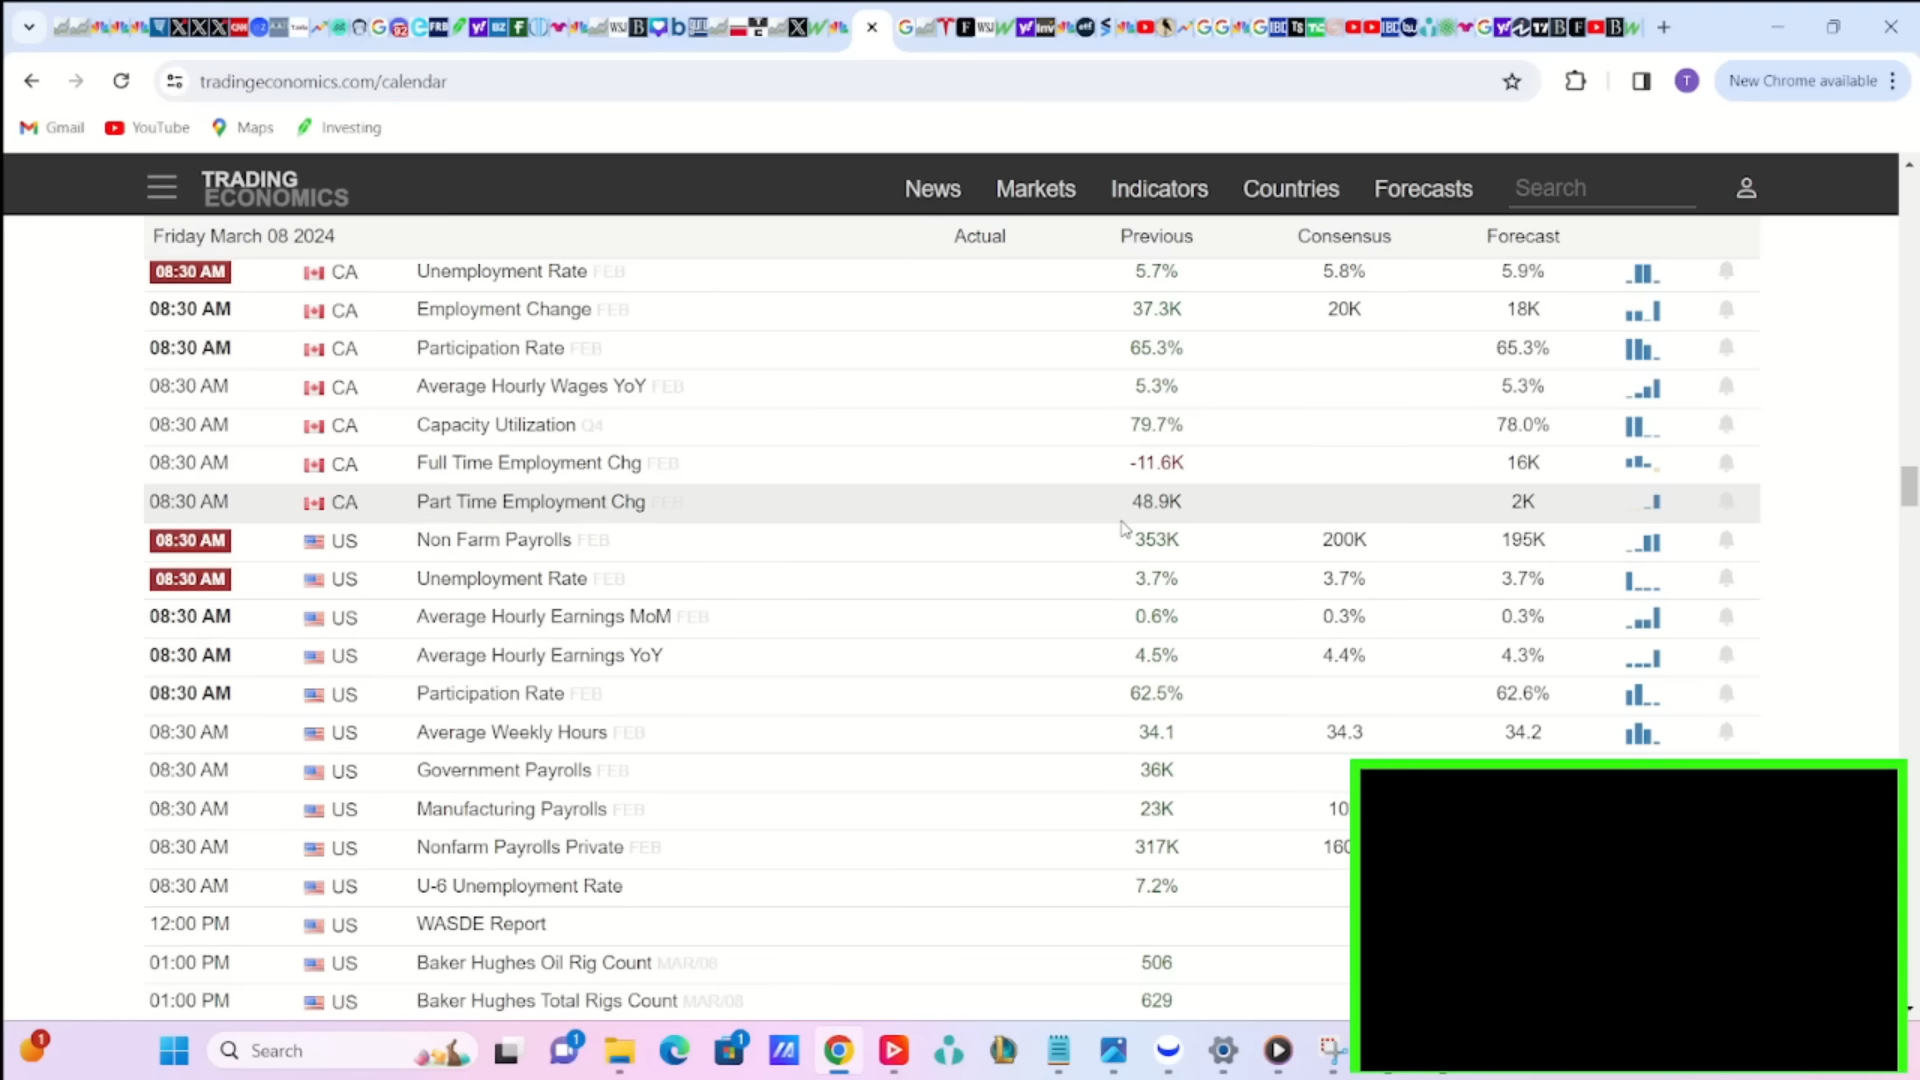 tradingeconomics.com/calendar
T
New Chrome available
Gmail YouTube Maps Investing
TRADING ECONOMICS
News Markets Indicators Countries Forecasts Search
Friday March 08 2024 Actual Previous Consensus Forecast
08:30 AM CA Unemployment Rate FEB 5.7% 5.8% 5.9%
08:30 AM CA Employment Change FEB 37.3K 20K 18K
08:30 AM CA Participation Rate FEB 65.3% 65.3%
08:30 AM CA Average Hourly Wages YoY FEB 5.3% 5.3%
08:30 AM CA Capacity Utilization Q4 79.7% 78.0%
08:30 AM CA Full Time Employment Chg FEB -11.6K 16K
08:30 AM CA Part Time Employment Chg FEB 48.9K 2K
08:30 AM US Non Farm Payrolls FEB 353K 200K 195K
08:30 AM US Unemployment Rate FEB 3.7% 3.7% 3.7%
08:30 AM US Average Hourly Earnings MoM FEB 0.6% 0.3% 0.3%
08:30 AM US Average Hourly Earnings YoY 4.5% 4.4% 4.3%
08:30 AM US Participation Rate FEB 62.5% 62.6%
08:30 AM US Average Weekly Hours FEB 34.1 34.3 34.2
08:30 AM US Government Payrolls FEB 36K
08:30 AM US Manufacturing Payrolls FEB 23K 10
08:30 AM US Nonfarm Payrolls Private FEB 317K 160
08:30 AM US U-6 Unemployment Rate 7.2%
12:00 PM US WASDE Report
01:00 PM US Baker Hughes Oil Rig Count MAR/08 506
01:00 PM US Baker Hughes Total Rigs Count MAR/08 629
1 Search 1 1